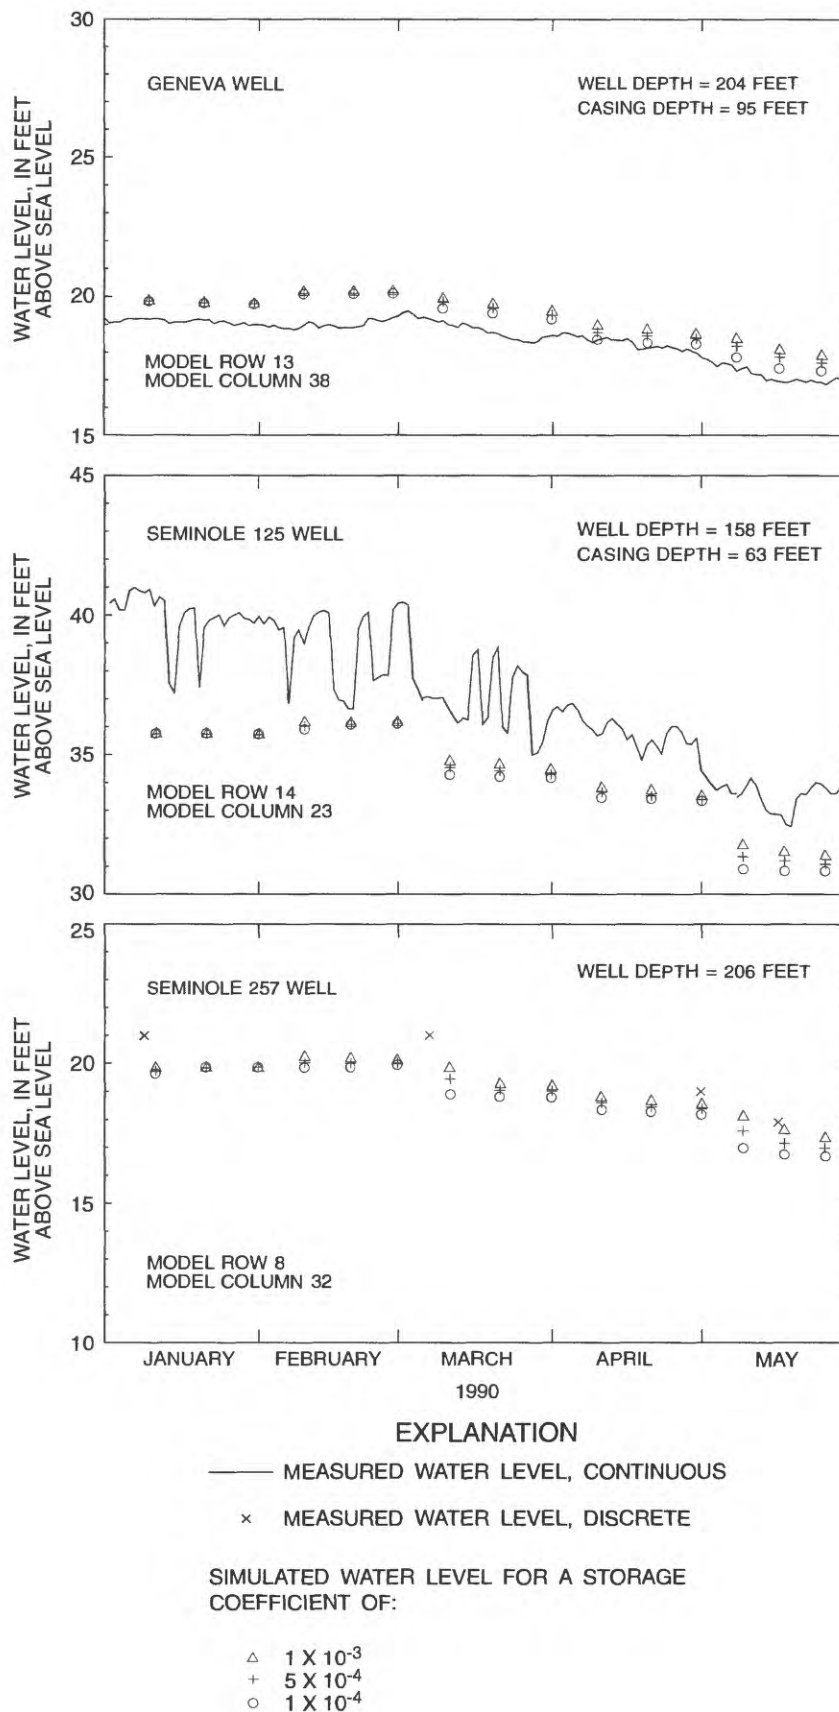 30
25
20
15
WATER LEVEL, IN FEET
ABOVE SEA LEVEL
GENEVA WELL
WELL DEPTH = 204 FEET
CASING DEPTH = 95 FEET
MODEL ROW 13
MODEL COLUMN 38
45
40
35
30
WATER LEVEL, IN FEET
ABOVE SEA LEVEL
SEMINOLE 125 WELL
WELL DEPTH = 158 FEET
CASING DEPTH = 63 FEET
MODEL ROW 14
MODEL COLUMN 23
25
20
15
10
WATER LEVEL, IN FEET
ABOVE SEA LEVEL
SEMINOLE 257 WELL
WELL DEPTH = 206 FEET
MODEL ROW 8
MODEL COLUMN 32
JANUARY FEBRUARY MARCH APRIL MAY
1990
EXPLANATION
MEASURED WATER LEVEL, CONTINUOUS
× MEASURED WATER LEVEL, DISCRETE
SIMULATED WATER LEVEL FOR A STORAGE
COEFFICIENT OF:
△ 1 X 10⁻³
+ 5 X 10⁻⁴
○ 1 X 10⁻⁴